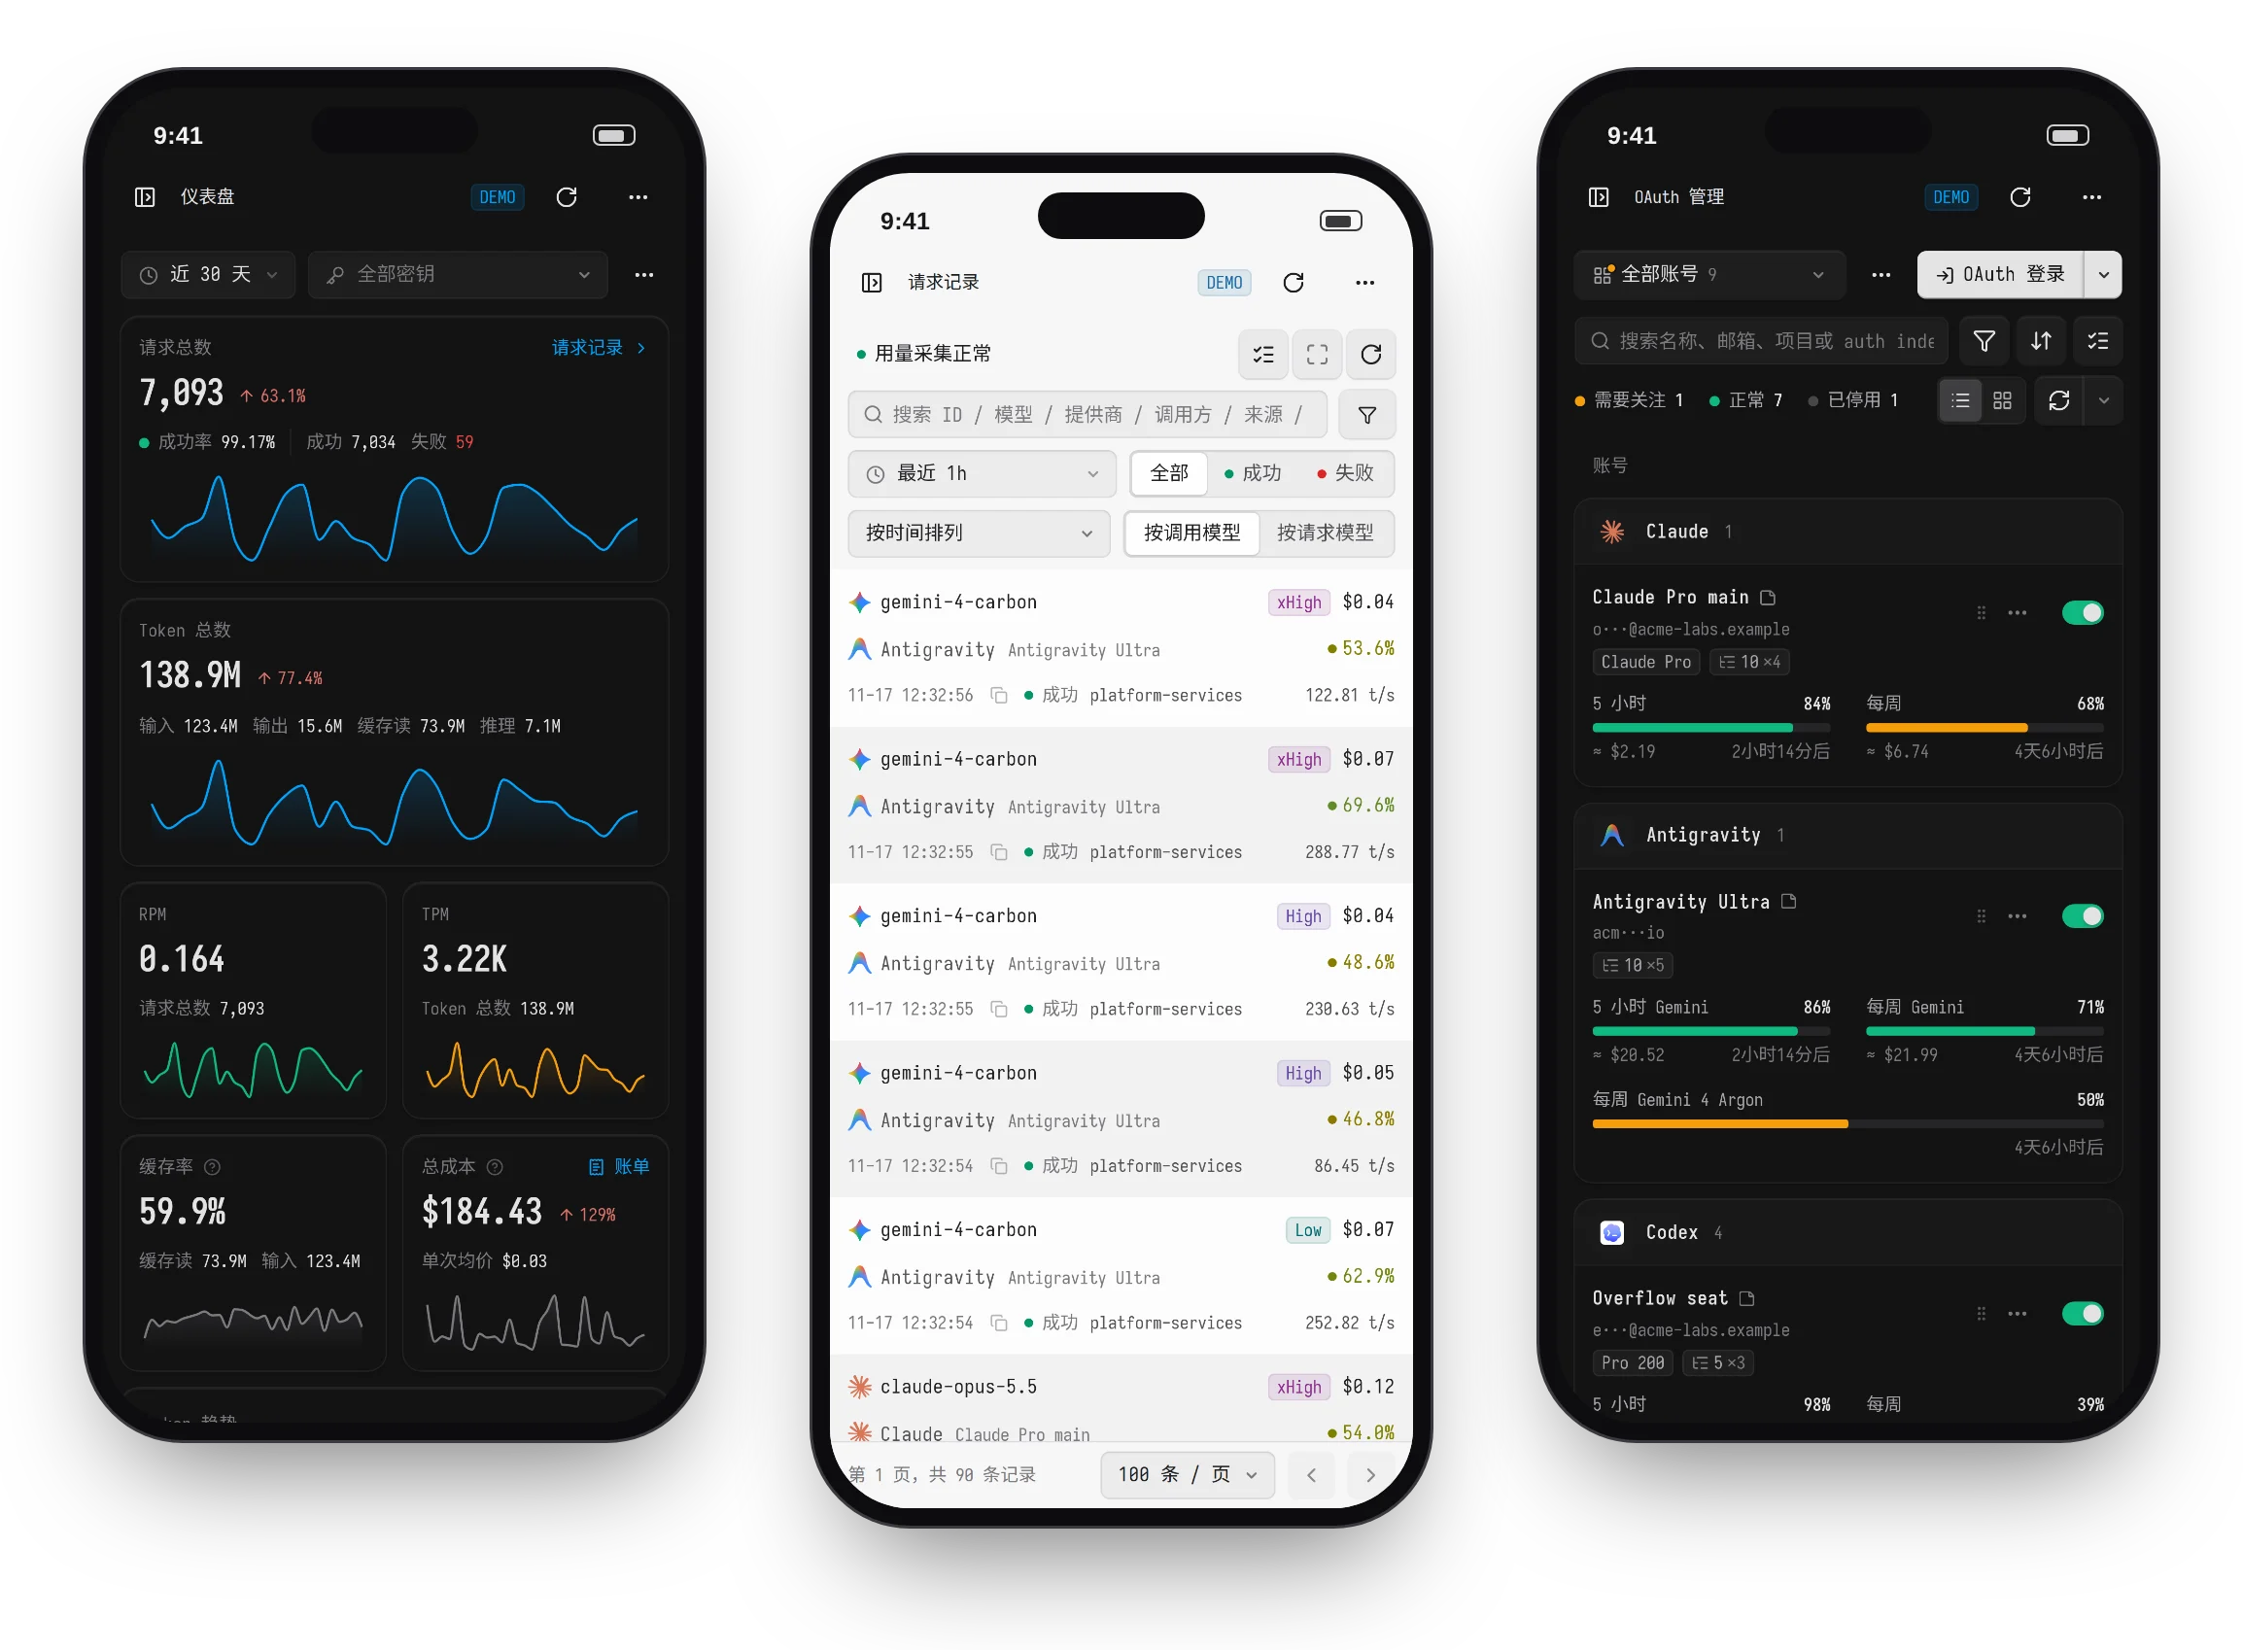 9:41
仪表盘 DEMO
近 30 天 全部密钥
请求总数 请求记录
7,093 ↑ 63.1%
成功率 99.17% 成功 7,034 失败 59
Token 总数
138.9M ↑ 77.4%
输入 123.4M 输出 15.6M 缓存读 73.9M 推理 7.1M
RPM
0.164
请求总数 7,093
TPM
3.22K
Token 总数 138.9M
缓存率
59.9%
缓存读 73.9M 输入 123.4M
总成本 账单
$184.43 ↑ 129%
单次均价 $0.03
9:41
请求记录 DEMO
用量采集正常
搜索 ID / 模型 / 提供商 / 调用方 / 来源 /
最近 1h 全部 成功 失败
按时间排列 按调用模型 按请求模型
gemini-4-carbon xHigh $0.04
Antigravity Antigravity Ultra 53.6%
11-17 12:32:56 成功 platform-services 122.81 t/s
gemini-4-carbon xHigh $0.07
Antigravity Antigravity Ultra 69.6%
11-17 12:32:55 成功 platform-services 288.77 t/s
gemini-4-carbon High $0.04
Antigravity Antigravity Ultra 48.6%
11-17 12:32:55 成功 platform-services 230.63 t/s
gemini-4-carbon High $0.05
Antigravity Antigravity Ultra 46.8%
11-17 12:32:54 成功 platform-services 86.45 t/s
gemini-4-carbon Low $0.07
Antigravity Antigravity Ultra 62.9%
11-17 12:32:54 成功 platform-services 252.82 t/s
claude-opus-5.5 xHigh $0.12
Claude Claude Pro main 54.0%
第 1 页，共 90 条记录 100 条 / 页
9:41
OAuth 管理 DEMO
全部账号 9 OAuth 登录
搜索名称、邮箱、项目或 auth inde
需要关注 1 正常 7 已停用 1
账号
Claude 1
Claude Pro main
o···@acme-labs.example
Claude Pro 10 ×4
5 小时 84% 每周 68%
≈ $2.19 2小时14分后 ≈ $6.74 4天6小时后
Antigravity 1
Antigravity Ultra
acm···io
10 ×5
5 小时 Gemini 86% 每周 Gemini 71%
≈ $20.52 2小时14分后 ≈ $21.99 4天6小时后
每周 Gemini 4 Argon 50%
4天6小时后
Codex 4
Overflow seat
e···@acme-labs.example
Pro 200 5 ×3
5 小时 98% 每周 39%